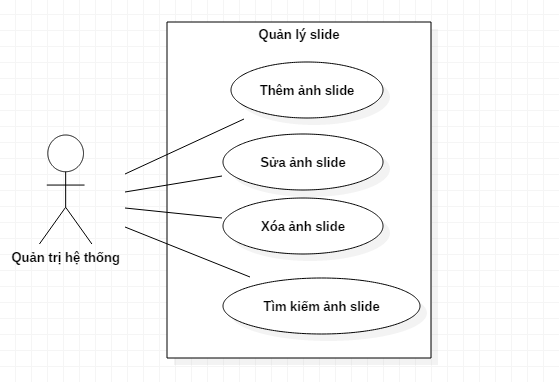 Quản lý slide
Thêm ảnh slide
Sửa ảnh slide
Xóa ảnh slide
Quản trị hệ thống
Tìm kiếm ảnh slide